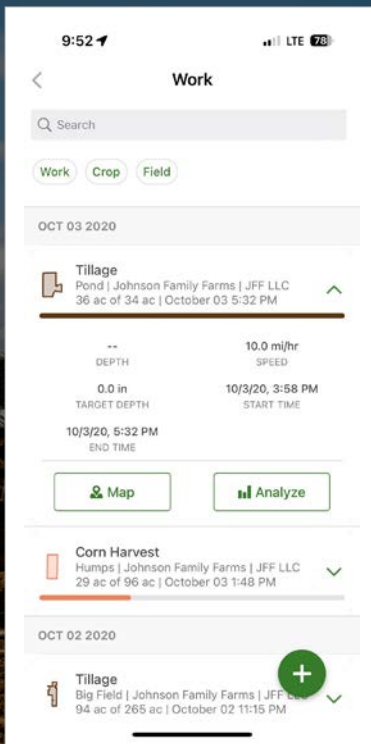 9:52
LTE 78
Work
Search
Work Crop Field
OCT 03 2020
Tillage
Pond | Johnson Family Farms | JFF LLC
36 ac of 34 ac | October 03 5:32 PM
-- 10.0 mi/hr
DEPTH SPEED
0.0 in 10/3/20, 3:58 PM
TARGET DEPTH START TIME
10/3/20, 5:32 PM
END TIME
Map Analyze
Corn Harvest
Humps | Johnson Family Farms | JFF LLC
29 ac of 96 ac | October 03 1:48 PM
OCT 02 2020
Tillage
Big Field | Johnson Family Farms | JFF
94 ac of 265 ac | October 02 11:15 PM